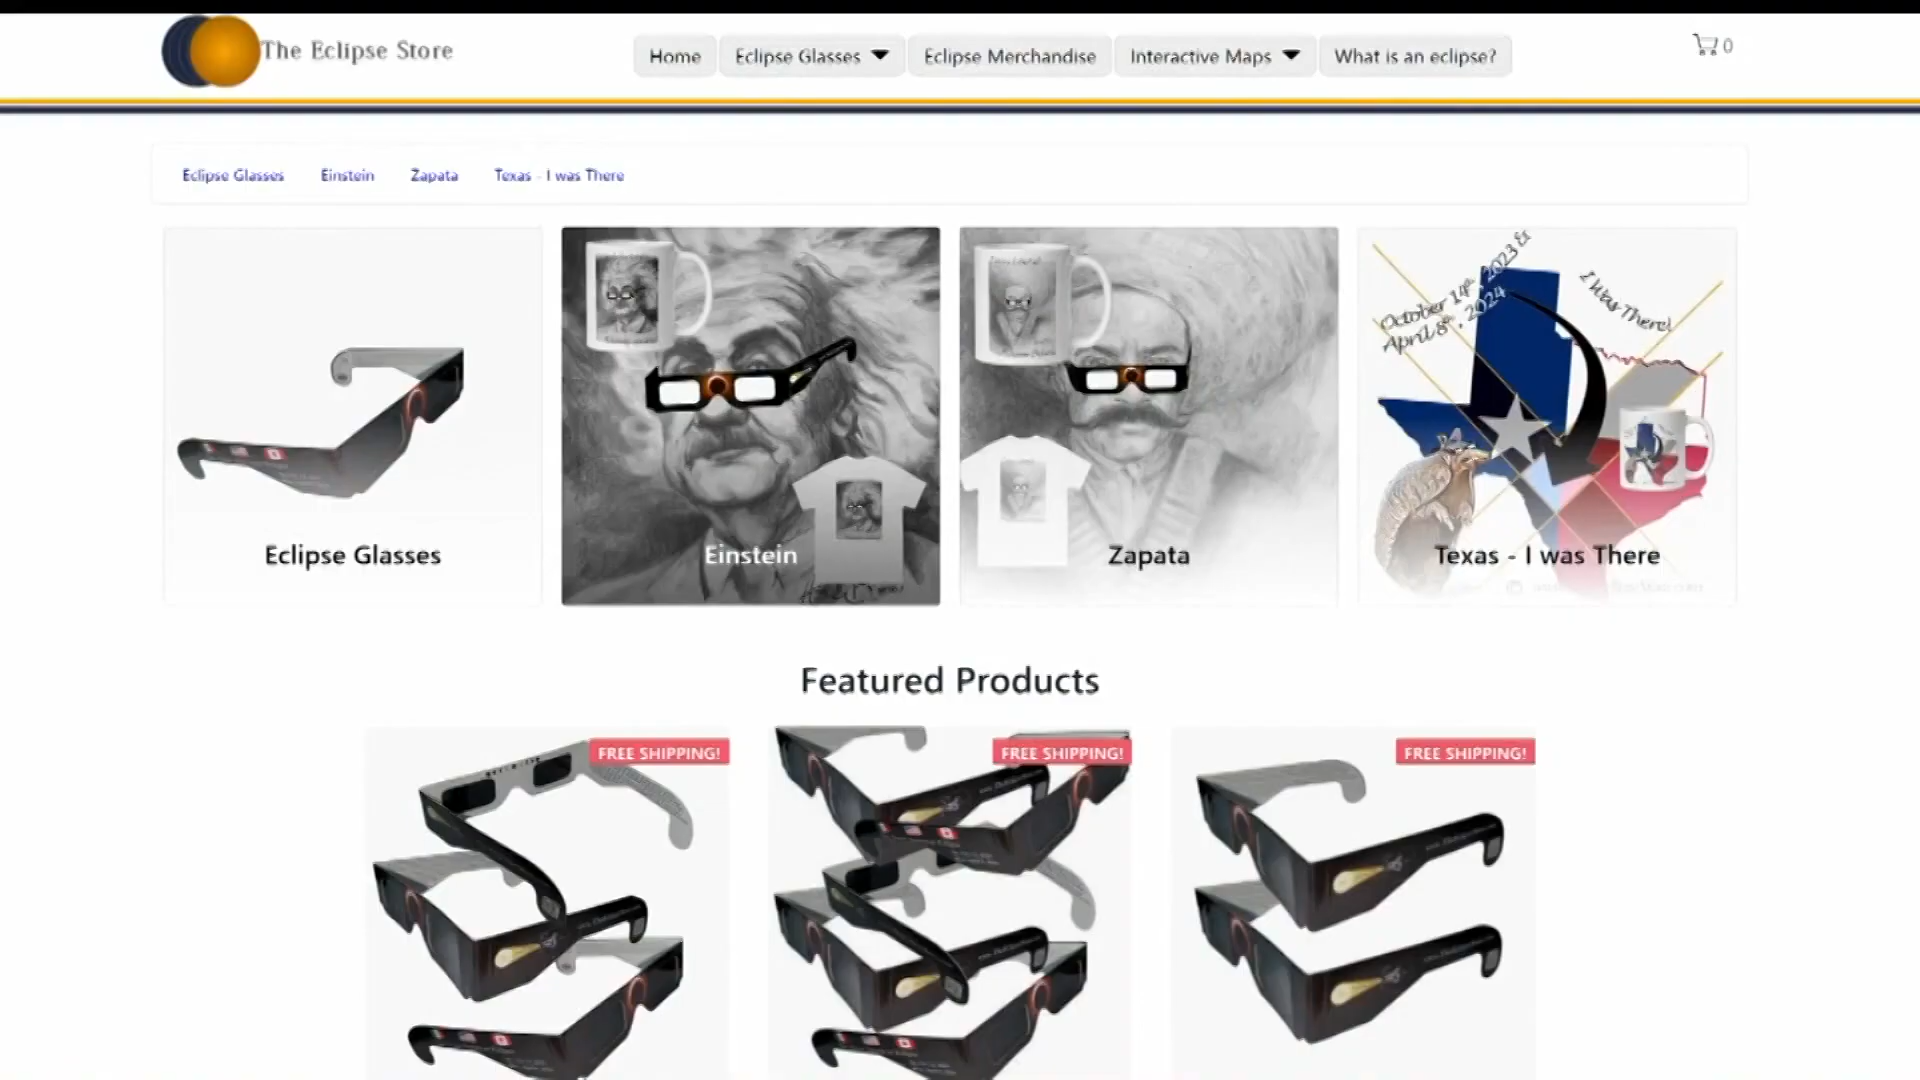 The Eclipse Store
Home
Eclipse Glasses
Eclipse Merchandise
Interactive Maps
What is an eclipse?
0
Eclipse Glasses
Einstein
Zapata
Texas - I was There
October 14th, 2023 &
April 8th, 2024
I Was There!
Eclipse Glasses
Einstein
Zapata
Texas - I was There
Featured Products
FREE SHIPPING!
FREE SHIPPING!
FREE SHIPPING!